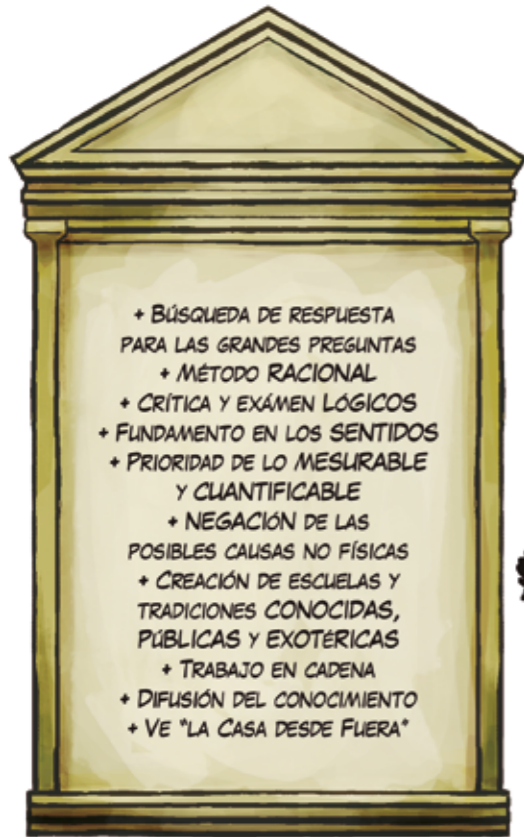 + BÚSQUEDA DE RESPUESTA
PARA LAS GRANDES PREGUNTAS
+ MÉTODO RACIONAL
+ CRÍTICA Y EXÁMEN LÓGICOS
+ FUNDAMENTO EN LOS SENTIDOS
+ PRIORIDAD DE LO MESURABLE
Y CUANTIFICABLE
+ NEGACIÓN DE LAS
POSIBLES CAUSAS NO FÍSICAS
+ CREACIÓN DE ESCUELAS Y
TRADICIONES CONOCIDAS,
PÚBLICAS Y EXOTÉRICAS
+ TRABAJO EN CADENA
+ DIFUSIÓN DEL CONOCIMIENTO
+ VE "LA CASA DESDE FUERA"